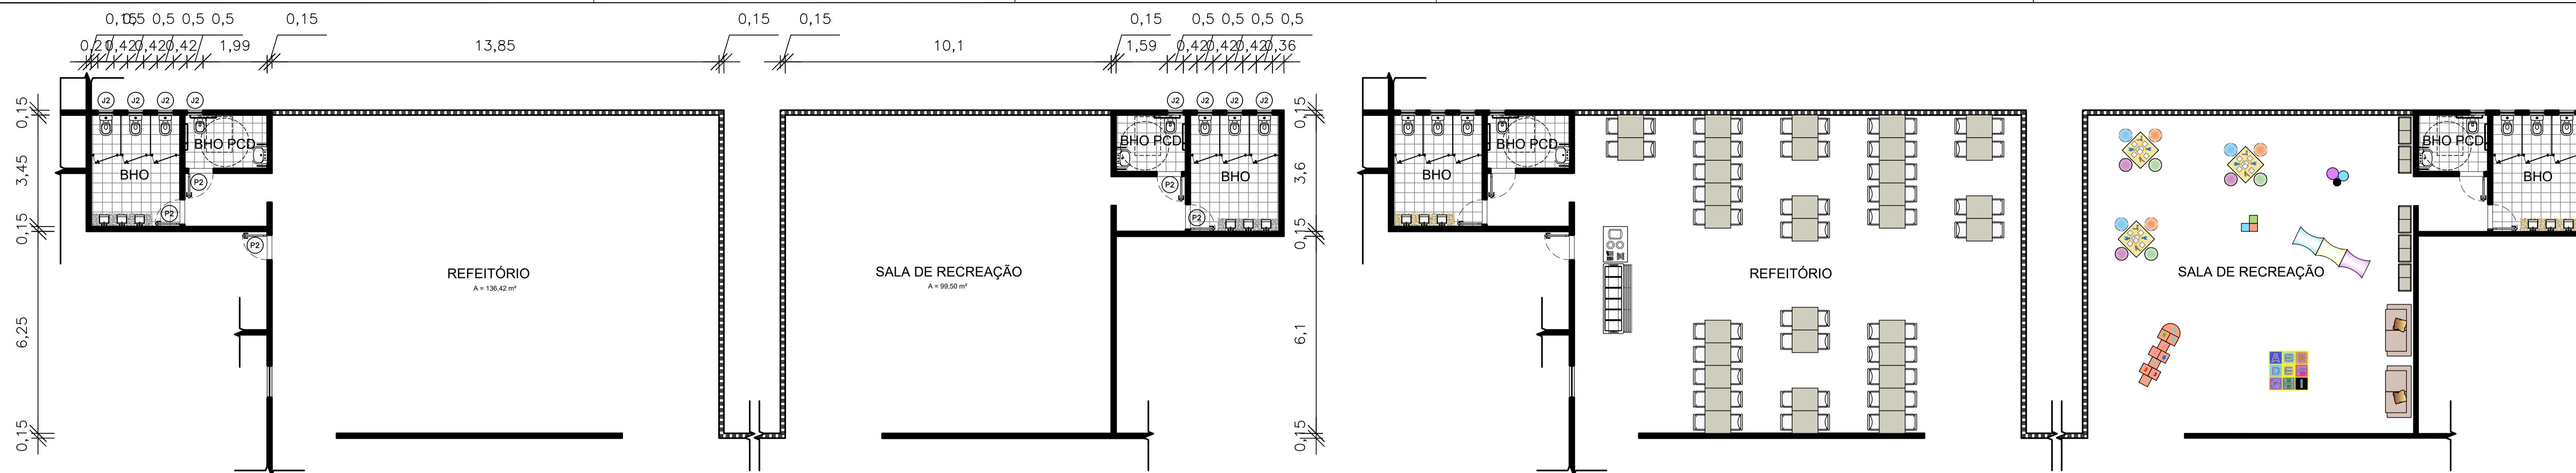 0,15 0,5 0,5 0,5 0,5 0,15 0,15 0,15 0,15 0,5 0,5 0,5 0,5
0,21 0,42 0,42 0,42 1,99 13,85 10,1 1,59 0,42 0,42 0,42 0,36
J2 J2 J2 J2 J2 J2 J2 J2
0,15 0,15
BHO PCD BHO PCD BHO PCD BHO PCD
3,45 BHO BHO 3,6 BHO BHO
P2 P2
P2 P2
0,15 0,15
P2
REFEITÓRIO SALA DE RECREAÇÃO REFEITÓRIO SALA DE RECREAÇÃO
A = 136,42 m² A = 99,50 m²
6,25 6,1
0,15 0,15